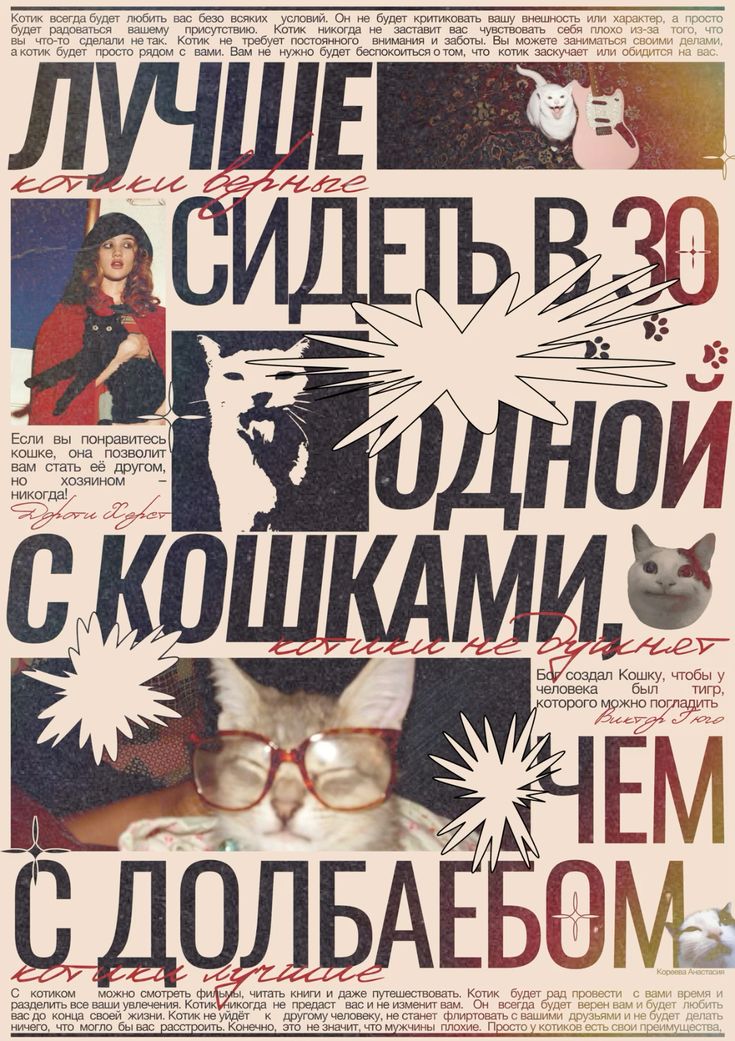 Котик всегда будет любить вас безо всяких условий. Он не будет критиковать вашу внешность или характер, а просто
будет радоваться вашему присутствию. Котик никогда не заставит вас чувствовать себя плохо из-за того, что
вы что-то сделали не так. Котик не требует постоянного внимания и заботы. Вы можете заниматься своими делами,
а котик будет просто рядом с вами. Вам не нужно будет беспокоиться о том, что котик заскучает или обидится на вас.
ЛУЧШЕ
котики верные
СИДЕТЬ В 30
ОДНОЙ
Если вы понравитесь
кошке, она позволит
вам стать её другом,
но хозяином –
никогда!
Дороти Херст
С КОШКАМИ,
котики не душнят
Бог создал Кошку, чтобы у
человека был тигр,
которого можно погладить
Виктор Гюго
ЧЕМ
С ДОЛБАЕБОМ
котики лучшие
Кореева Анастасия
С котиком можно смотреть фильмы, читать книги и даже путешествовать. Котик будет рад провести с вами время и
разделить все ваши увлечения. Котик никогда не предаст вас и не изменит вам. Он всегда будет верен вам и будет любить
вас до конца своей жизни. Котик не уйдёт к другому человеку, не станет флиртовать с вашими друзьями и не будет делать
ничего, что могло бы вас расстроить. Конечно, это не значит, что мужчины плохие. Просто у котиков есть свои преимущества,